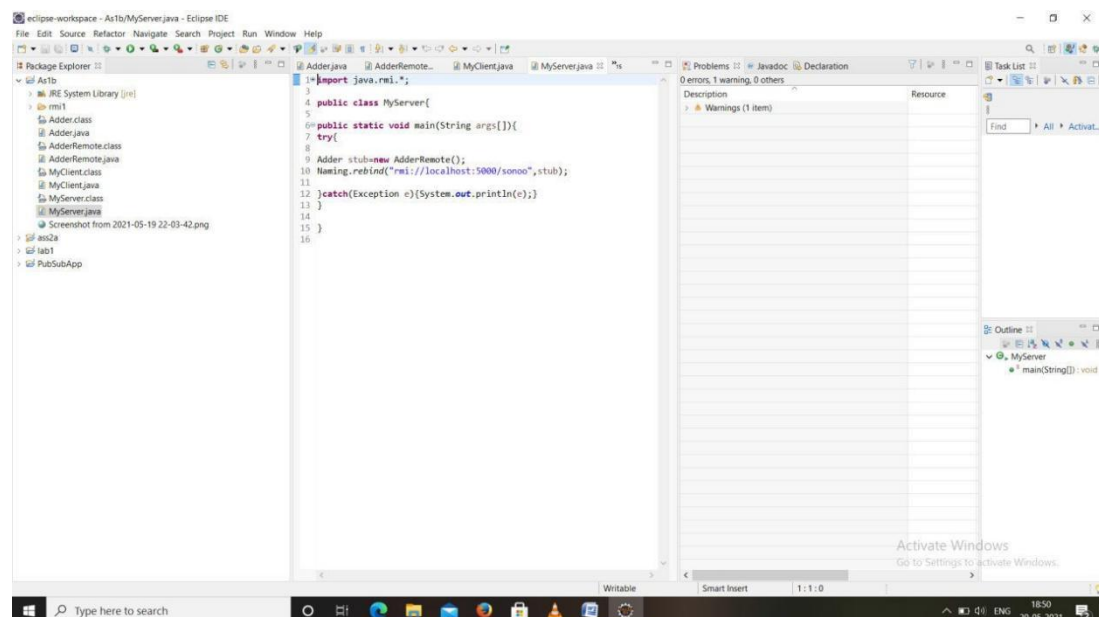 eclipse-workspace - As1b/MyServer.java - Eclipse IDE
File Edit Source Refactor Navigate Search Project Run Window Help
Package Explorer
As1b
JRE System Library [jre]
rmi1
Adder.class
Adder.java
AdderRemote.class
AdderRemote.java
MyClient.class
MyClient.java
MyServer.class
MyServer.java
Screenshot from 2021-05-19 22-03-42.png
ass2a
lab1
PubSubApp
Adder.java AdderRemote... MyClient.java MyServer.java »15
1 import java.rmi.*;
3
4 public class MyServer{
5
6 public static void main(String args[]){
7 try{
8
9 Adder stub=new AdderRemote();
10 Naming.rebind("rmi://localhost:5000/sonoo",stub);
11
12 }catch(Exception e){System.out.println(e);}
13 }
14
15 }
16
Problems Javadoc Declaration
0 errors, 1 warning, 0 others
Description Resource
Warnings (1 item)
Task List
Find All Activat...
Outline
MyServer
main(String[]) : void
Activate Windows
Go to Settings to activate Windows.
Writable Smart Insert 1 : 1 : 0
Type here to search
ENG 18:50